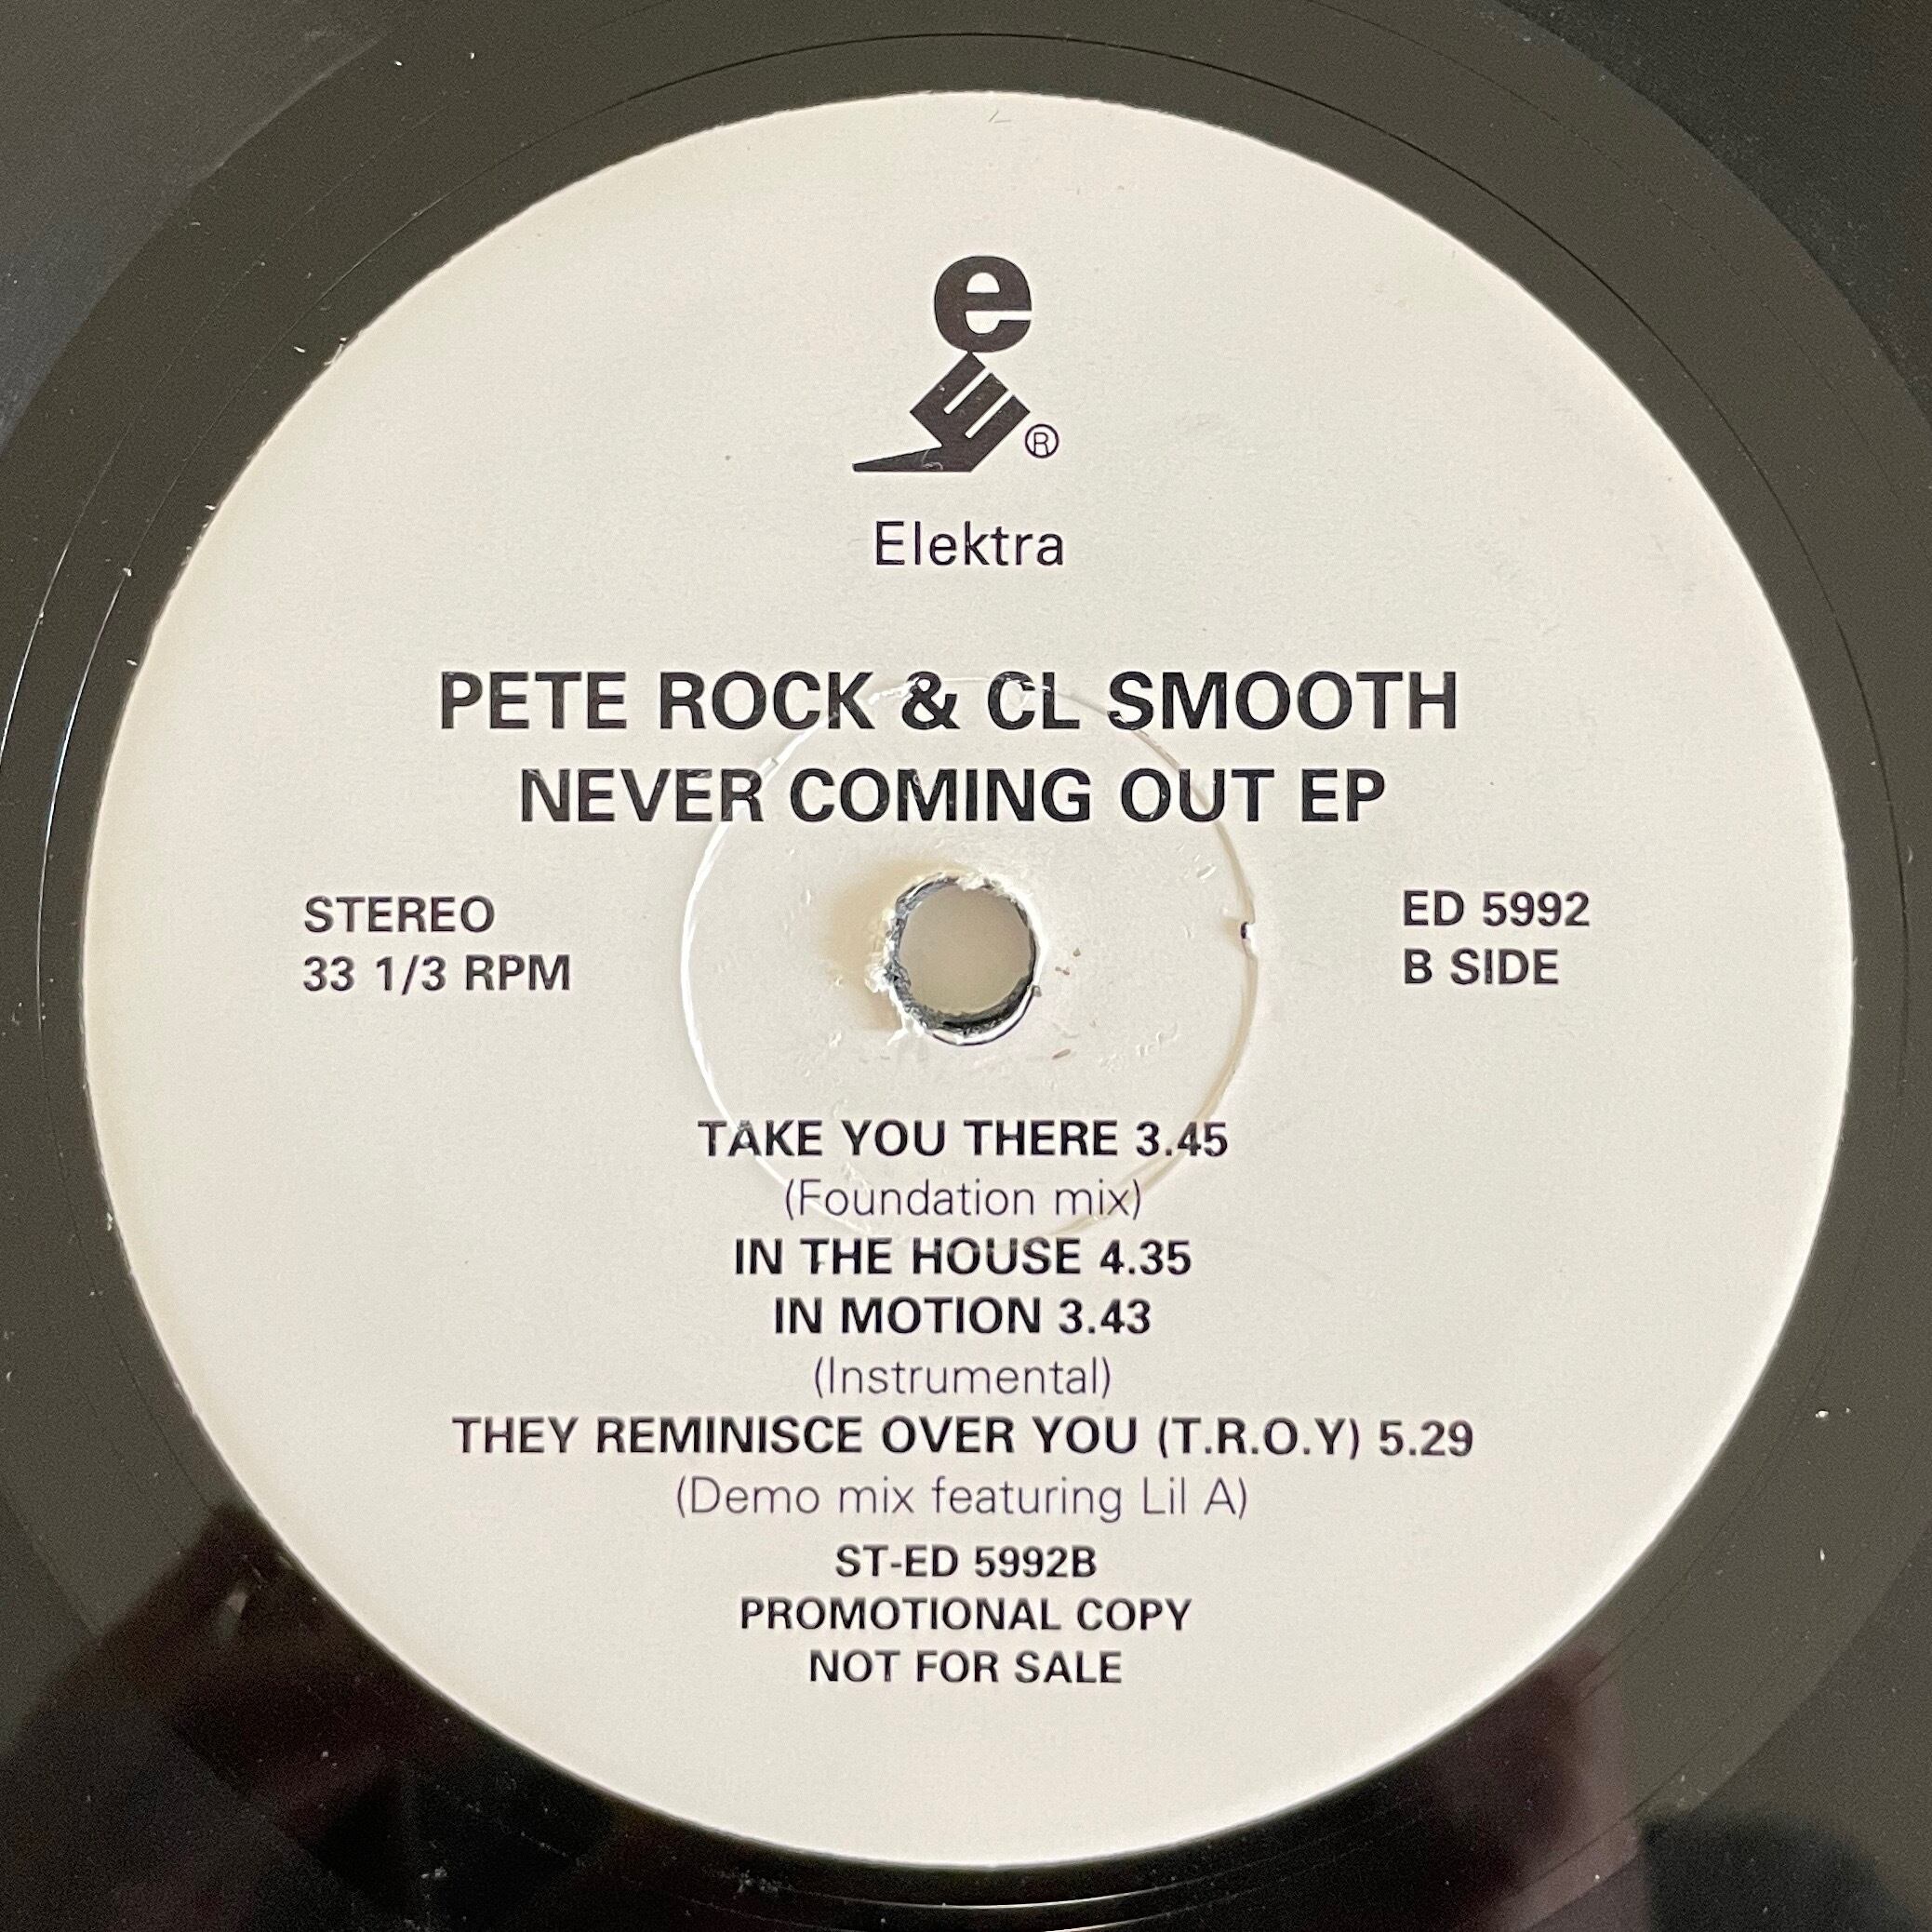 e
®
Elektra
PETE ROCK & CL SMOOTH
NEVER COMING OUT EP
STEREO
33 1/3 RPM
ED 5992
B SIDE
TAKE YOU THERE 3.45
(Foundation mix)
IN THE HOUSE 4.35
IN MOTION 3.43
(Instrumental)
THEY REMINISCE OVER YOU (T.R.O.Y) 5.29
(Demo mix featuring Lil A)
ST-ED 5992B
PROMOTIONAL COPY
NOT FOR SALE